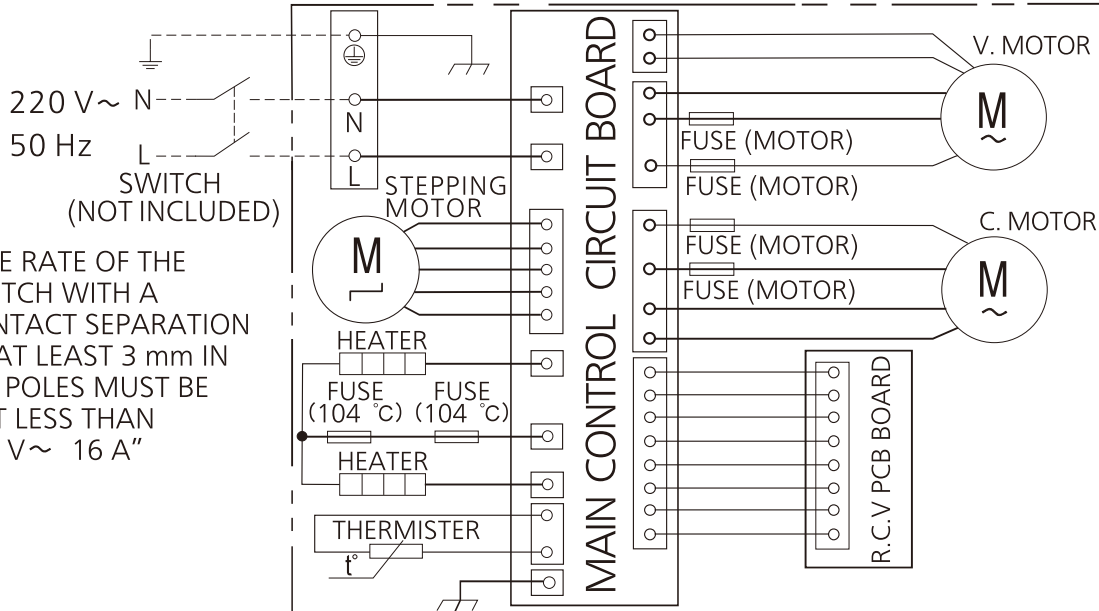 220 V~ N
50 Hz L
SWITCH
(NOT INCLUDED)
E RATE OF THE
TCH WITH A
NTACT SEPARATION
AT LEAST 3 mm IN
POLES MUST BE
T LESS THAN
V~ 16 A”
N
L
STEPPING
MOTOR
M
HEATER
FUSE FUSE
(104 ℃) (104 ℃)
HEATER
THERMISTER
t°
MAIN CONTROL CIRCUIT BOARD
V. MOTOR
M
~
FUSE (MOTOR)
FUSE (MOTOR)
C. MOTOR
M
~
FUSE (MOTOR)
FUSE (MOTOR)
R.C.V PCB BOARD